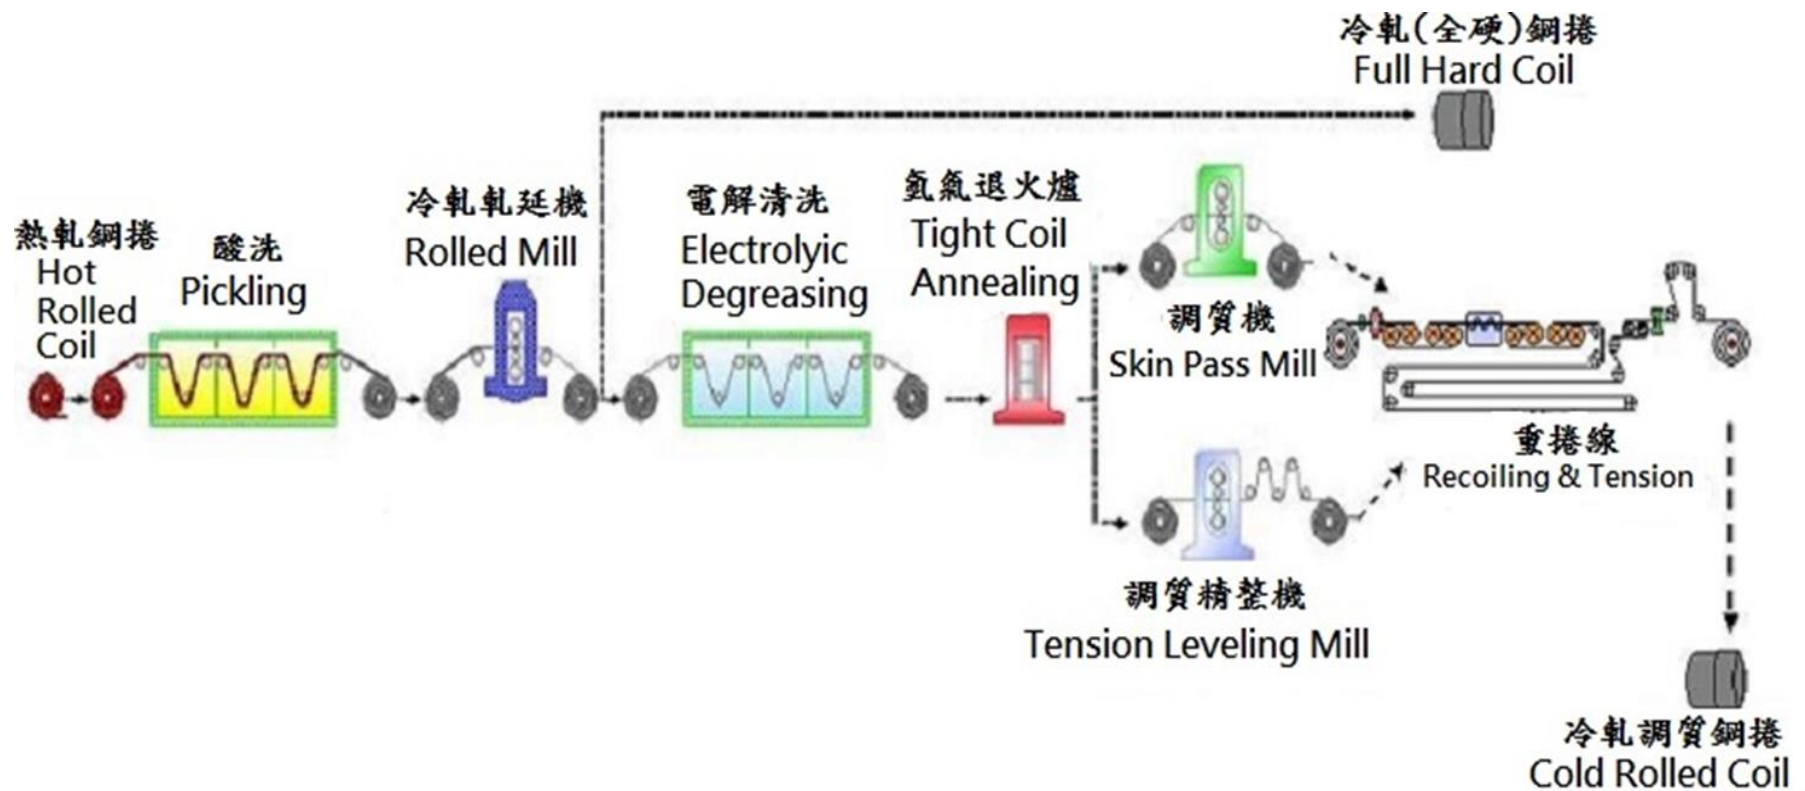 冷軋(全硬)鋼捲
Full Hard Coil
熱軋鋼捲
Hot
Rolled
Coil
酸洗
Pickling
冷軋軋延機
Rolled Mill
電解清洗
Electrolyic
Degreasing
氫氣退火爐
Tight Coil
Annealing
調質機
Skin Pass Mill
重捲線
Recoiling & Tension
調質精整機
Tension Leveling Mill
冷軋調質鋼捲
Cold Rolled Coil